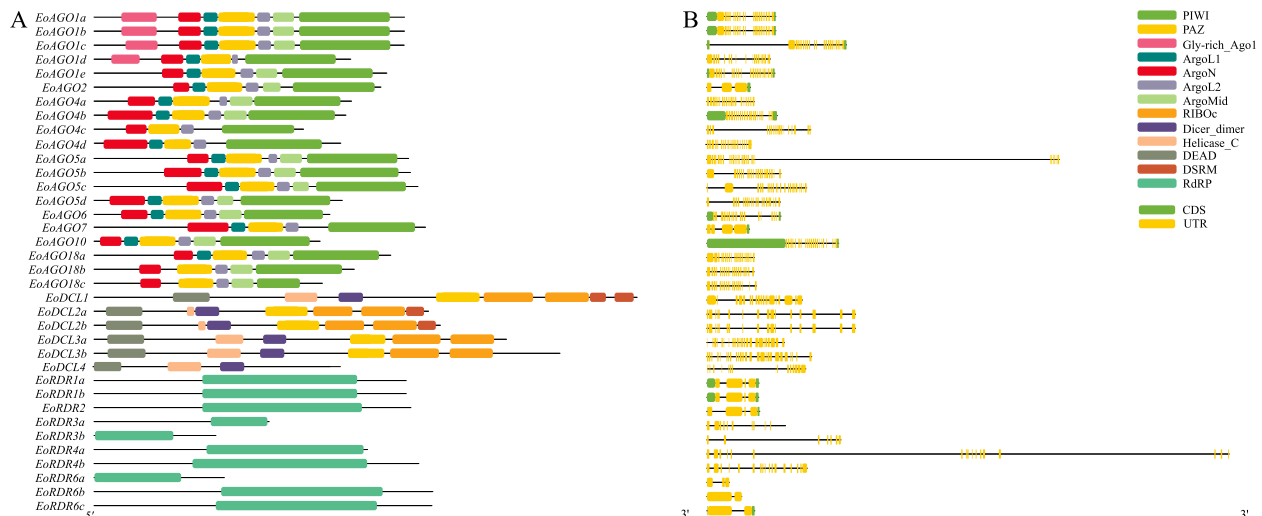 A
B
EoAGO1a
EoAGO1b
EoAGO1c
EoAGO1d
EoAGO1e
EoAGO2
EoAGO4a
EoAGO4b
EoAGO4c
EoAGO4d
EoAGO5a
EoAGO5b
EoAGO5c
EoAGO5d
EoAGO6
EoAGO7
EoAGO10
EoAGO18a
EoAGO18b
EoAGO18c
EoDCL1
EoDCL2a
EoDCL2b
EoDCL3a
EoDCL3b
EoDCL4
EoRDR1a
EoRDR1b
EoRDR2
EoRDR3a
EoRDR3b
EoRDR4a
EoRDR4b
EoRDR6a
EoRDR6b
EoRDR6c
5'
3'
3'
PIWI
PAZ
Gly-rich_Ago1
ArgoL1
ArgoN
ArgoL2
ArgoMid
RIBOc
Dicer_dimer
Helicase_C
DEAD
DSRM
RdRP
CDS
UTR